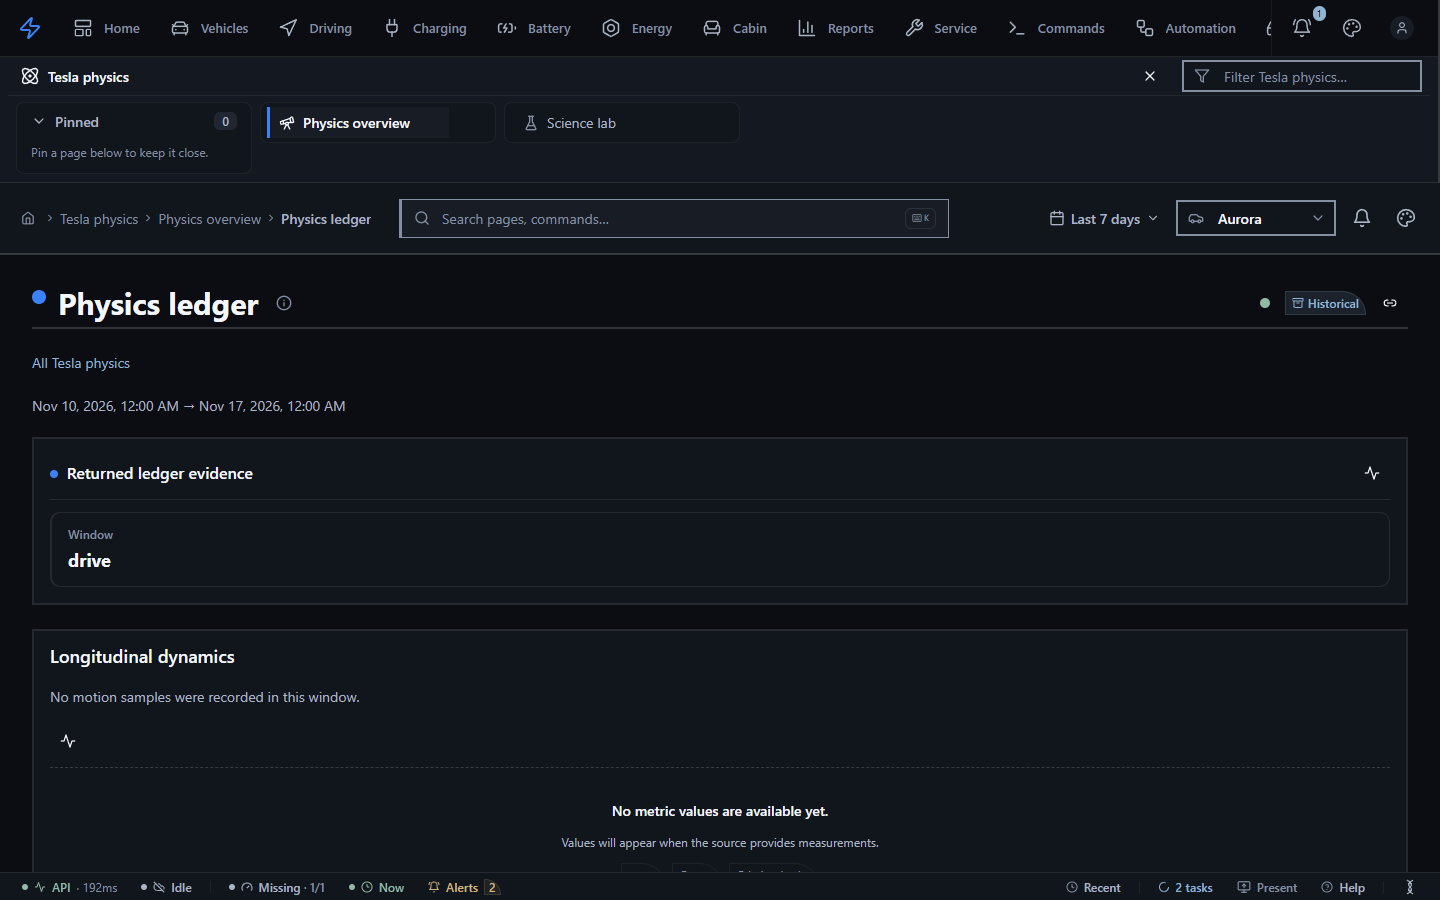 Home Vehicles Driving Charging Battery Energy Cabin Reports Service Commands Automation 1
Tesla physics Filter Tesla physics...
Pinned 0
Pin a page below to keep it close.
Physics overview
Science lab
Tesla physics Physics overview Physics ledger Search pages, commands... K Last 7 days Aurora
Physics ledger Historical
All Tesla physics
Nov 10, 2026, 12:00 AM → Nov 17, 2026, 12:00 AM
Returned ledger evidence
Window
drive
Longitudinal dynamics
No motion samples were recorded in this window.
No metric values are available yet.
Values will appear when the source provides measurements.
API · 192ms Idle Missing · 1/1 Now Alerts 2 Recent 2 tasks Present Help